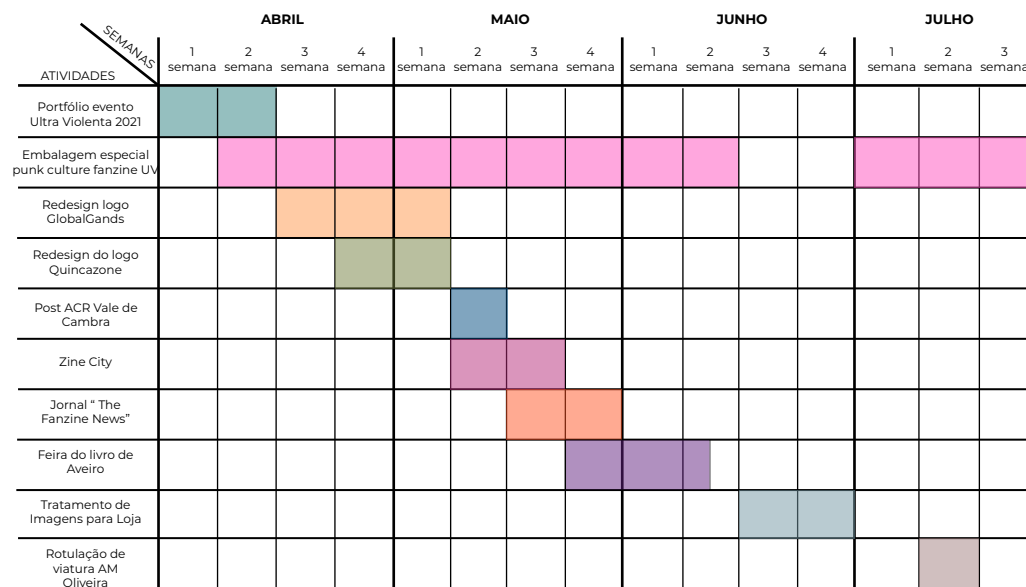 ABRIL MAIO JUNHO JULHO
SEMANAS
1 2 3 4 1 2 3 4 1 2 3 4 1 2 3
semana semana semana semana semana semana semana semana semana semana semana semana semana semana semana
ATIVIDADES
Portfólio evento
Ultra Violenta 2021
Embalagem especial
punk culture fanzine UV
Redesign logo
GlobalGands
Redesign do logo
Quincazone
Post ACR Vale de
Cambra
Zine City
Jornal “ The
Fanzine News”
Feira do livro de
Aveiro
Tratamento de
Imagens para Loja
Rotulação de
viatura AM
Oliveira